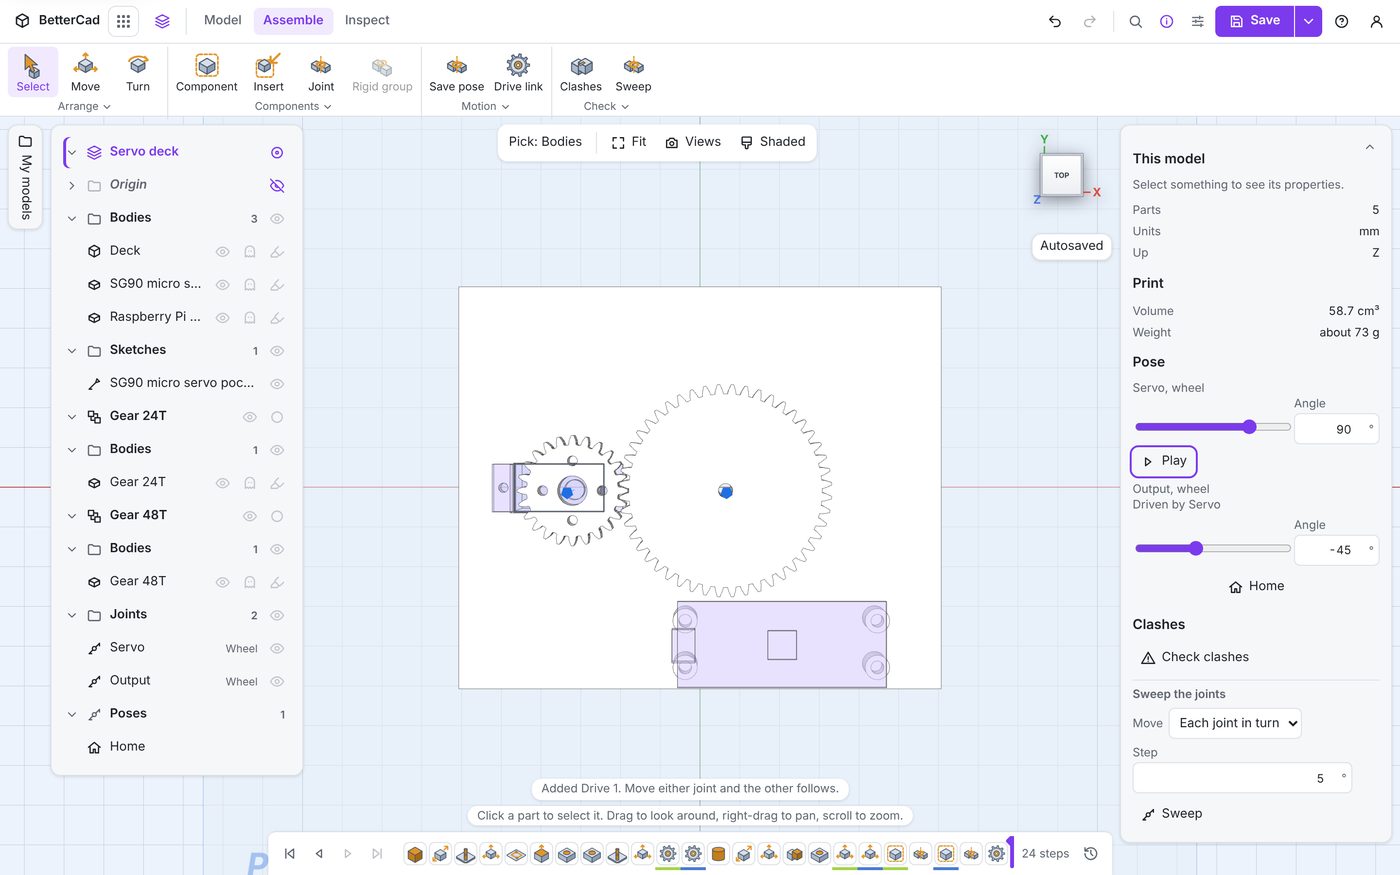 BetterCad
Model
Assemble
Inspect
Save
Select
Move
Turn
Component
Insert
Joint
Rigid group
Save pose
Drive link
Clashes
Sweep
Arrange
Components
Motion
Check
My models
Servo deck
Origin
Bodies 3
Deck
SG90 micro s...
Raspberry Pi ...
Sketches 1
SG90 micro servo poc...
Gear 24T
Bodies 1
Gear 24T
Gear 48T
Bodies 1
Gear 48T
Joints 2
Servo Wheel
Output Wheel
Poses 1
Home
Pick: Bodies
Fit
Views
Shaded
Y
TOP
Z
X
Autosaved
Added Drive 1. Move either joint and the other follows.
Click a part to select it. Drag to look around, right-drag to pan, scroll to zoom.
24 steps
This model
Select something to see its properties.
Parts 5
Units mm
Up Z
Print
Volume 58.7 cm³
Weight about 73 g
Pose
Servo, wheel
Angle
90 °
Play
Output, wheel
Driven by Servo
Angle
-45 °
Home
Clashes
Check clashes
Sweep the joints
Move Each joint in turn
Step
5 °
Sweep